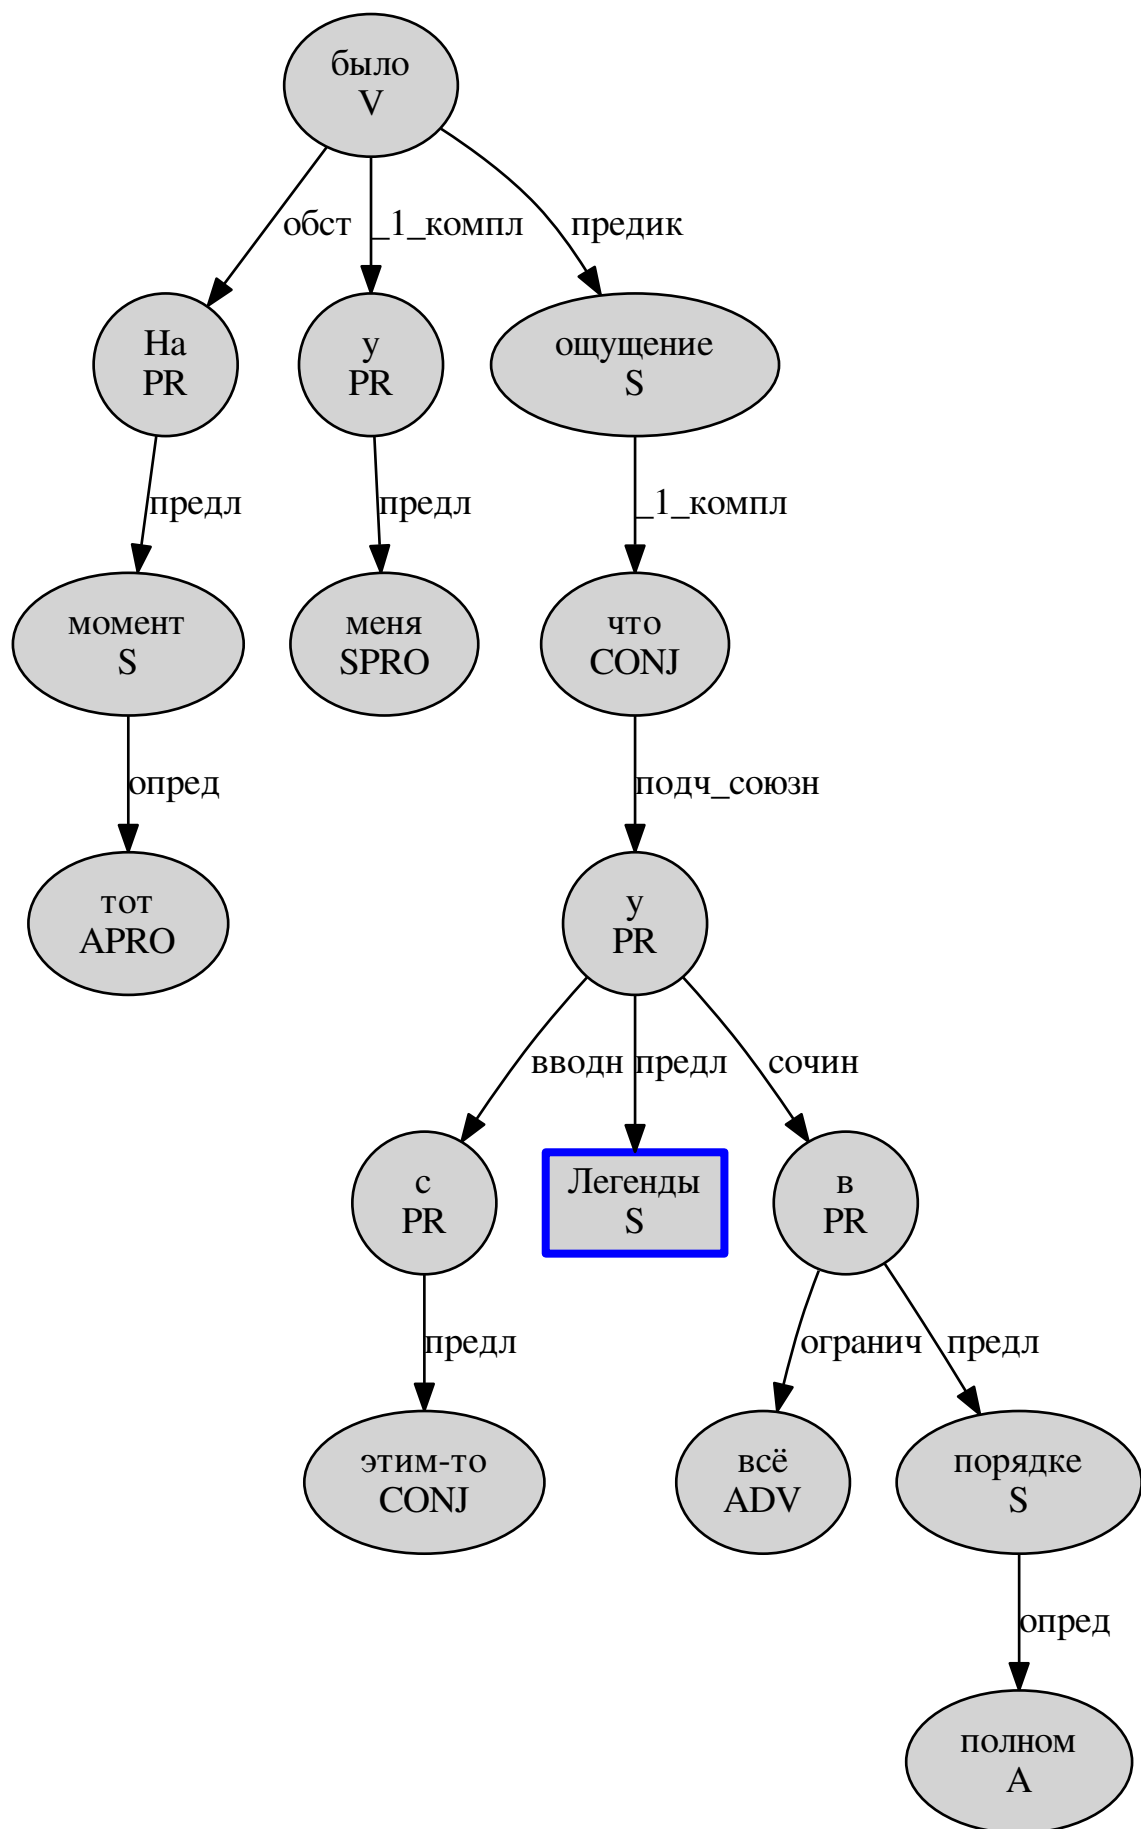 было
V
обст
_1_компл
предик
На
PR
у
PR
ощущение
S
предл
предл
_1_компл
момент
S
меня
SPRO
что
CONJ
опред
подч_союзн
тот
APRO
у
PR
вводн
предл
сочин
с
PR
Легенды
S
в
PR
предл
огранич
предл
этим-то
CONJ
всё
ADV
порядке
S
опред
полном
A